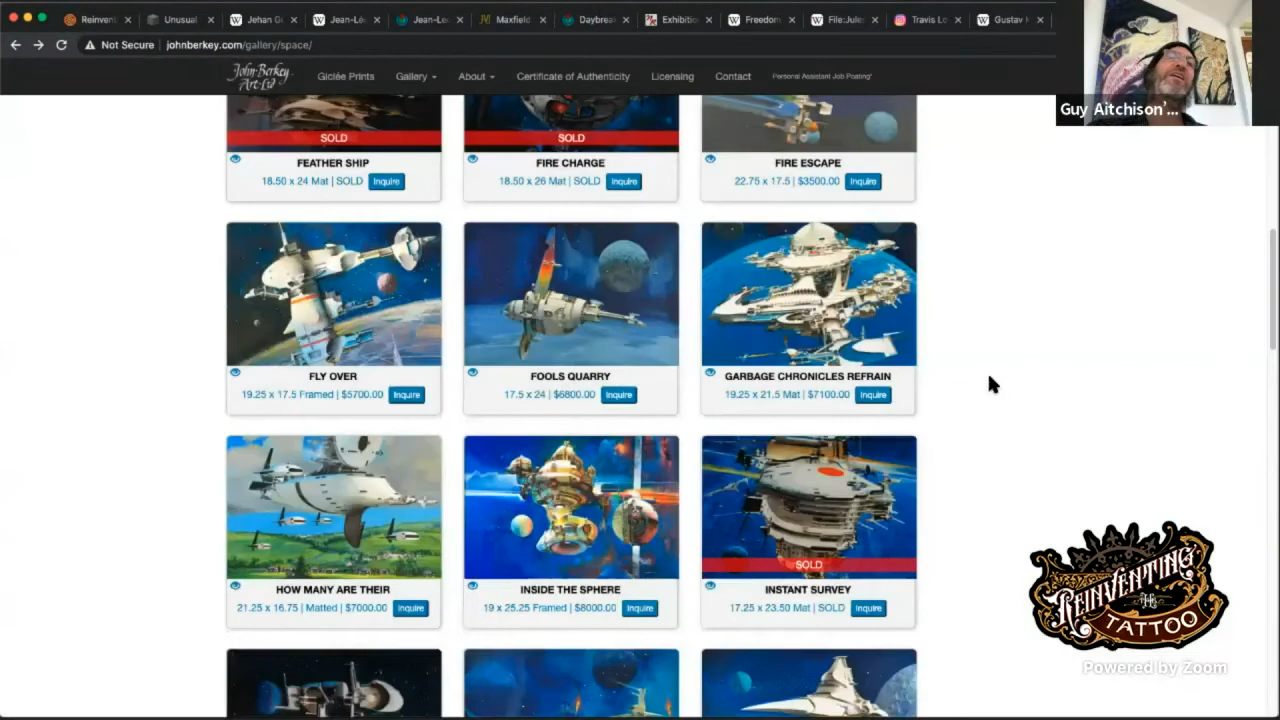 Reinvent
Unusual
Jehan Ge
Jean-Lé
Jean-Le
Maxfield
Daybrea
Exhibitio
Freedom
File:Jules
Travis Lo
Gustav K
Not Secure johnberkey.com/gallery/space/
John Berkey Art Ltd
Giclée Prints Gallery About Certificate of Authenticity Licensing Contact Personal Assistant Job Posting*
Guy Aitchison'...
SOLD SOLD
FEATHER SHIP FIRE CHARGE FIRE ESCAPE
18.50 x 24 Mat | SOLD Inquire 18.50 x 26 Mat | SOLD Inquire 22.75 x 17.5 | $3500.00 Inquire
FLY OVER FOOLS QUARRY GARBAGE CHRONICLES REFRAIN
19.25 x 17.5 Framed | $5700.00 Inquire 17.5 x 24 | $6800.00 Inquire 19.25 x 21.5 Mat | $7100.00 Inquire
SOLD
HOW MANY ARE THEIR INSIDE THE SPHERE INSTANT SURVEY
21.25 x 16.75 | Matted | $7000.00 Inquire 19 x 25.25 Framed | $8000.00 Inquire 17.25 x 23.50 Mat | SOLD Inquire
REINVENTING
THE
TATTOO
Powered by Zoom